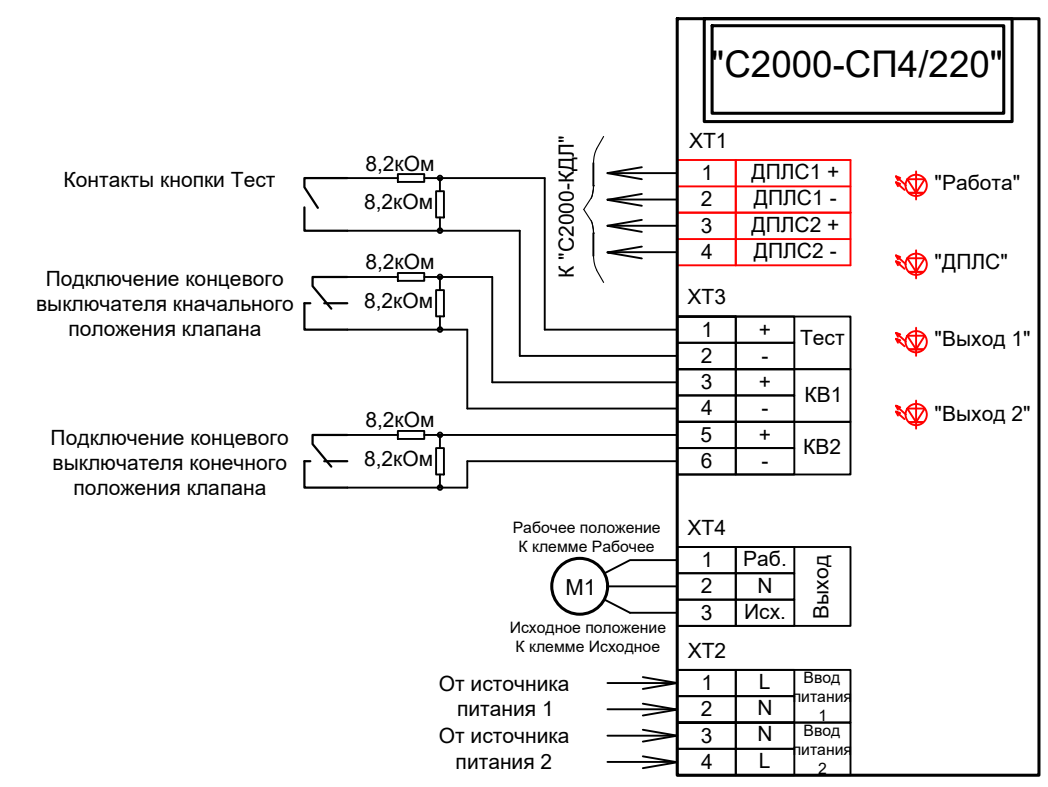 "С2000-СП4/220"
ХТ1
1 ДПЛС1 +
2 ДПЛС1 -
3 ДПЛС2 +
4 ДПЛС2 -
К "С2000-КДЛ"
"Работа"
"ДПЛС"
"Выход 1"
"Выход 2"
Контакты кнопки Тест
8,2кОм
8,2кОм
Подключение концевого
выключателя кначального
положения клапана
8,2кОм
8,2кОм
Подключение концевого
выключателя конечного
положения клапана
8,2кОм
8,2кОм
ХТ3
1 + Тест
2 -
3 + КВ1
4 -
5 + КВ2
6 -
Рабочее положение
К клемме Рабочее
М1
Исходное положение
К клемме Исходное
ХТ4
1 Раб.
2 N
3 Исх.
Выход
ХТ2
1 L
2 N
Ввод
питания
1
3 N
4 L
Ввод
питания
2
От источника
питания 1
От источника
питания 2